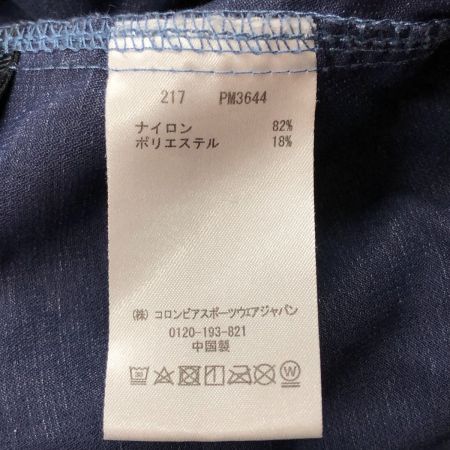 217 PM3644
ナイロン 82%
ポリエステル 18%
(株) コロンビアスポーツウエアジャパン
0120-193-821
中国製